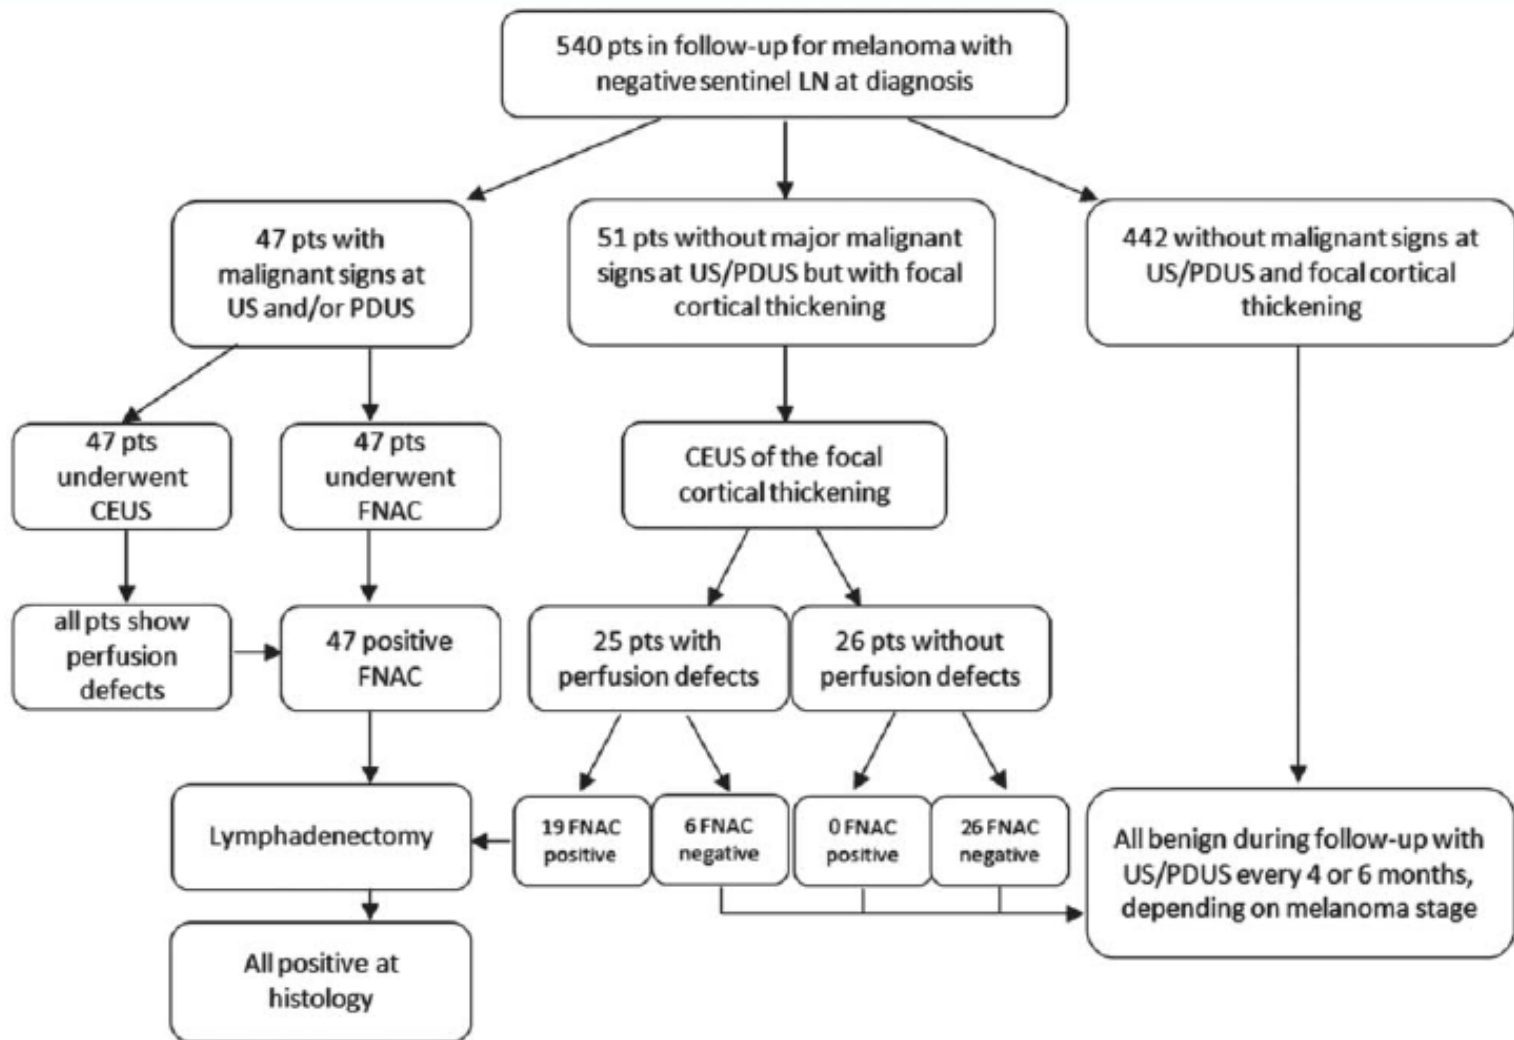 540 pts in follow-up for melanoma with
negative sentinel LN at diagnosis
47 pts with
malignant signs at
US and/or PDUS
51 pts without major malignant
signs at US/PDUS but with focal
cortical thickening
442 without malignant signs at
US/PDUS and focal cortical
thickening
47 pts
underwent
CEUS
47 pts
underwent
FNAC
CEUS of the focal
cortical thickening
all pts show
perfusion
defects
47 positive
FNAC
25 pts with
perfusion defects
26 pts without
perfusion defects
Lymphadenectomy
19 FNAC
positive
6 FNAC
negative
0 FNAC
positive
26 FNAC
negative
All benign during follow-up with
US/PDUS every 4 or 6 months,
depending on melanoma stage
All positive at
histology